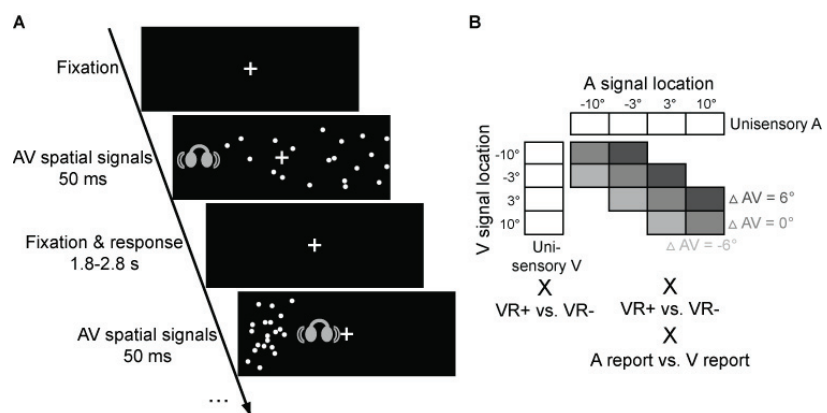 A
Fixation
AV spatial signals
50 ms
Fixation & response
1.8-2.8 s
AV spatial signals
50 ms
...
B
A signal location
-10° -3° 3° 10°
Unisensory A
V signal location
-10°
-3°
3°
10°
Δ AV = 6°
Δ AV = 0°
Δ AV = -6°
Uni-
sensory V
X
VR+ vs. VR-
X
VR+ vs. VR-
X
A report vs. V report